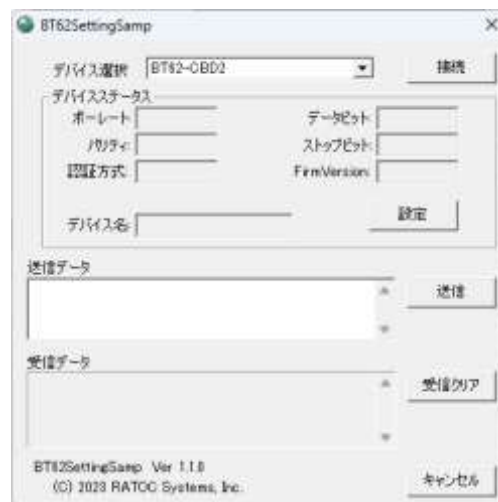 BT62SettingSamp
デバイス選択 BT62-OBD2 接続
デバイスステータス
ボーレート データビット
パリティ ストップビット
認証方式 FirmVersion
デバイス名 設定
送信データ
送信
受信データ
受信クリア
BT62SettingSamp Ver 1.1.0
(C) 2023 RATOC Systems, Inc.
キャンセル